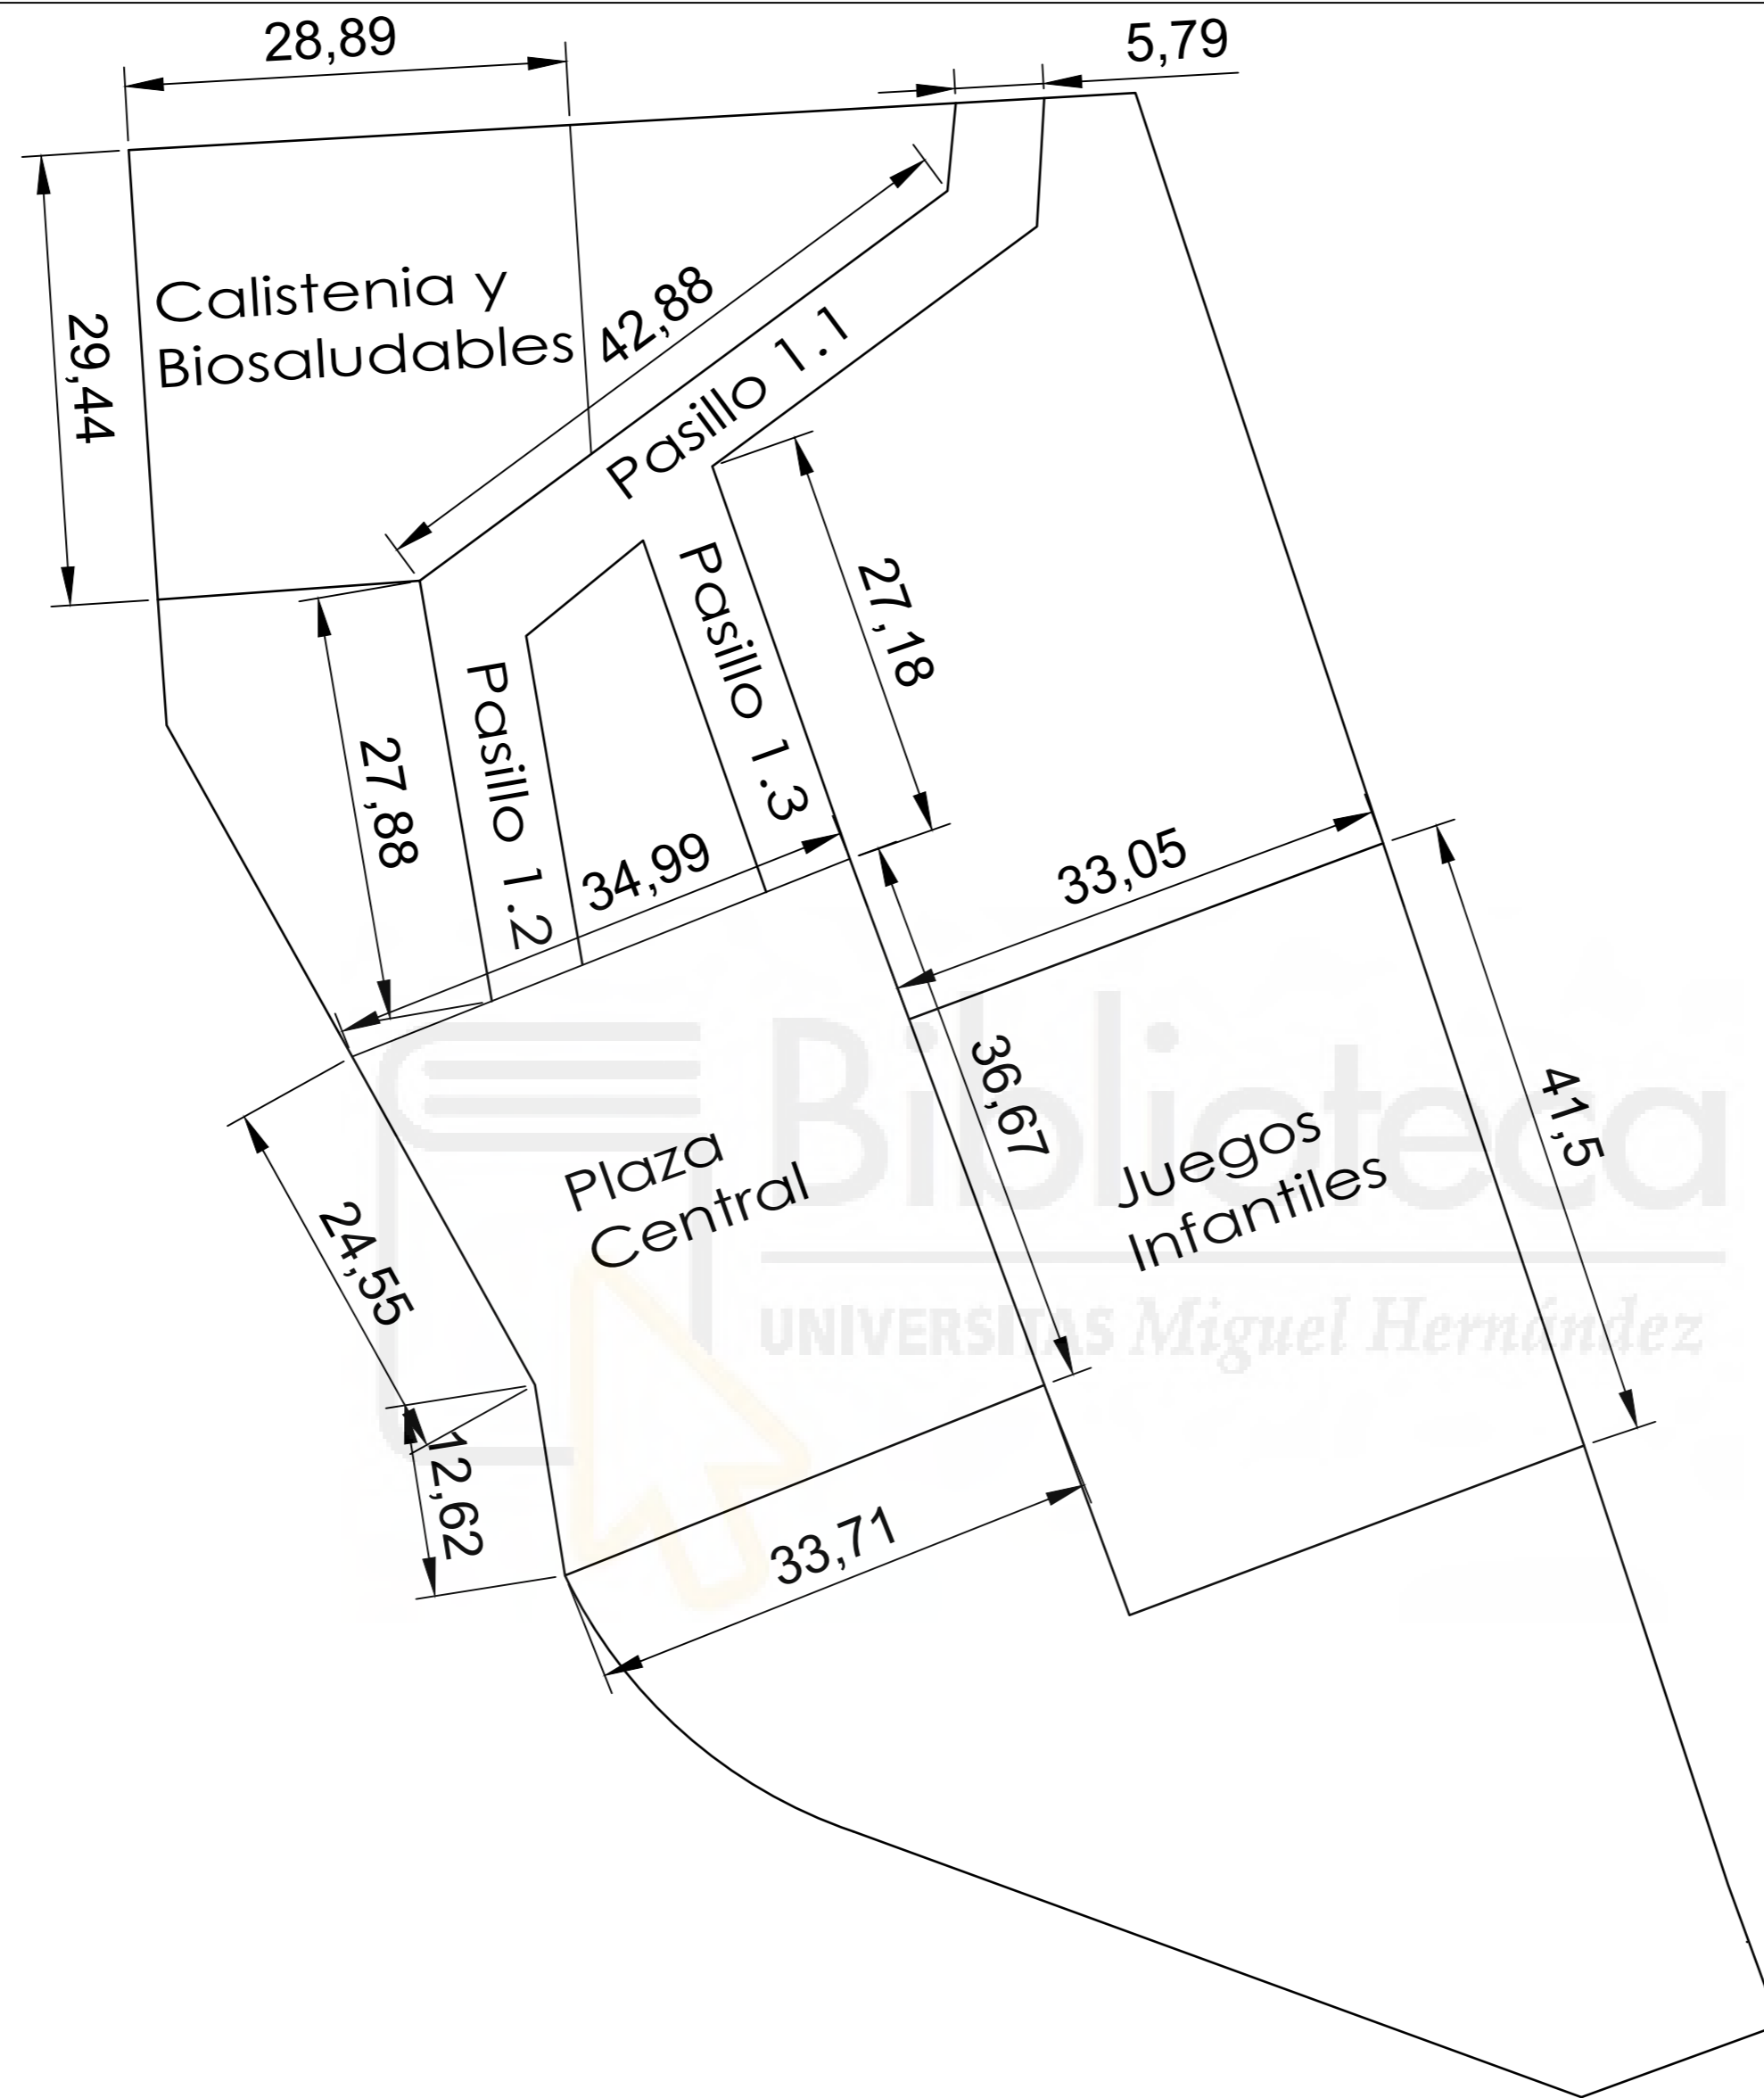 28,89
5,79
29,44
Calistenia y
Biosaludables
42,88
Pasillo 1.1
27,18
Pasillo 1.3
Pasillo 1.2
27,88
34,99
33,05
36,67
41,5
Plaza
Central
Juegos
Infantiles
24,55
12,62
33,71
Biblioteca
UNIVERSITAS Miguel Hernández